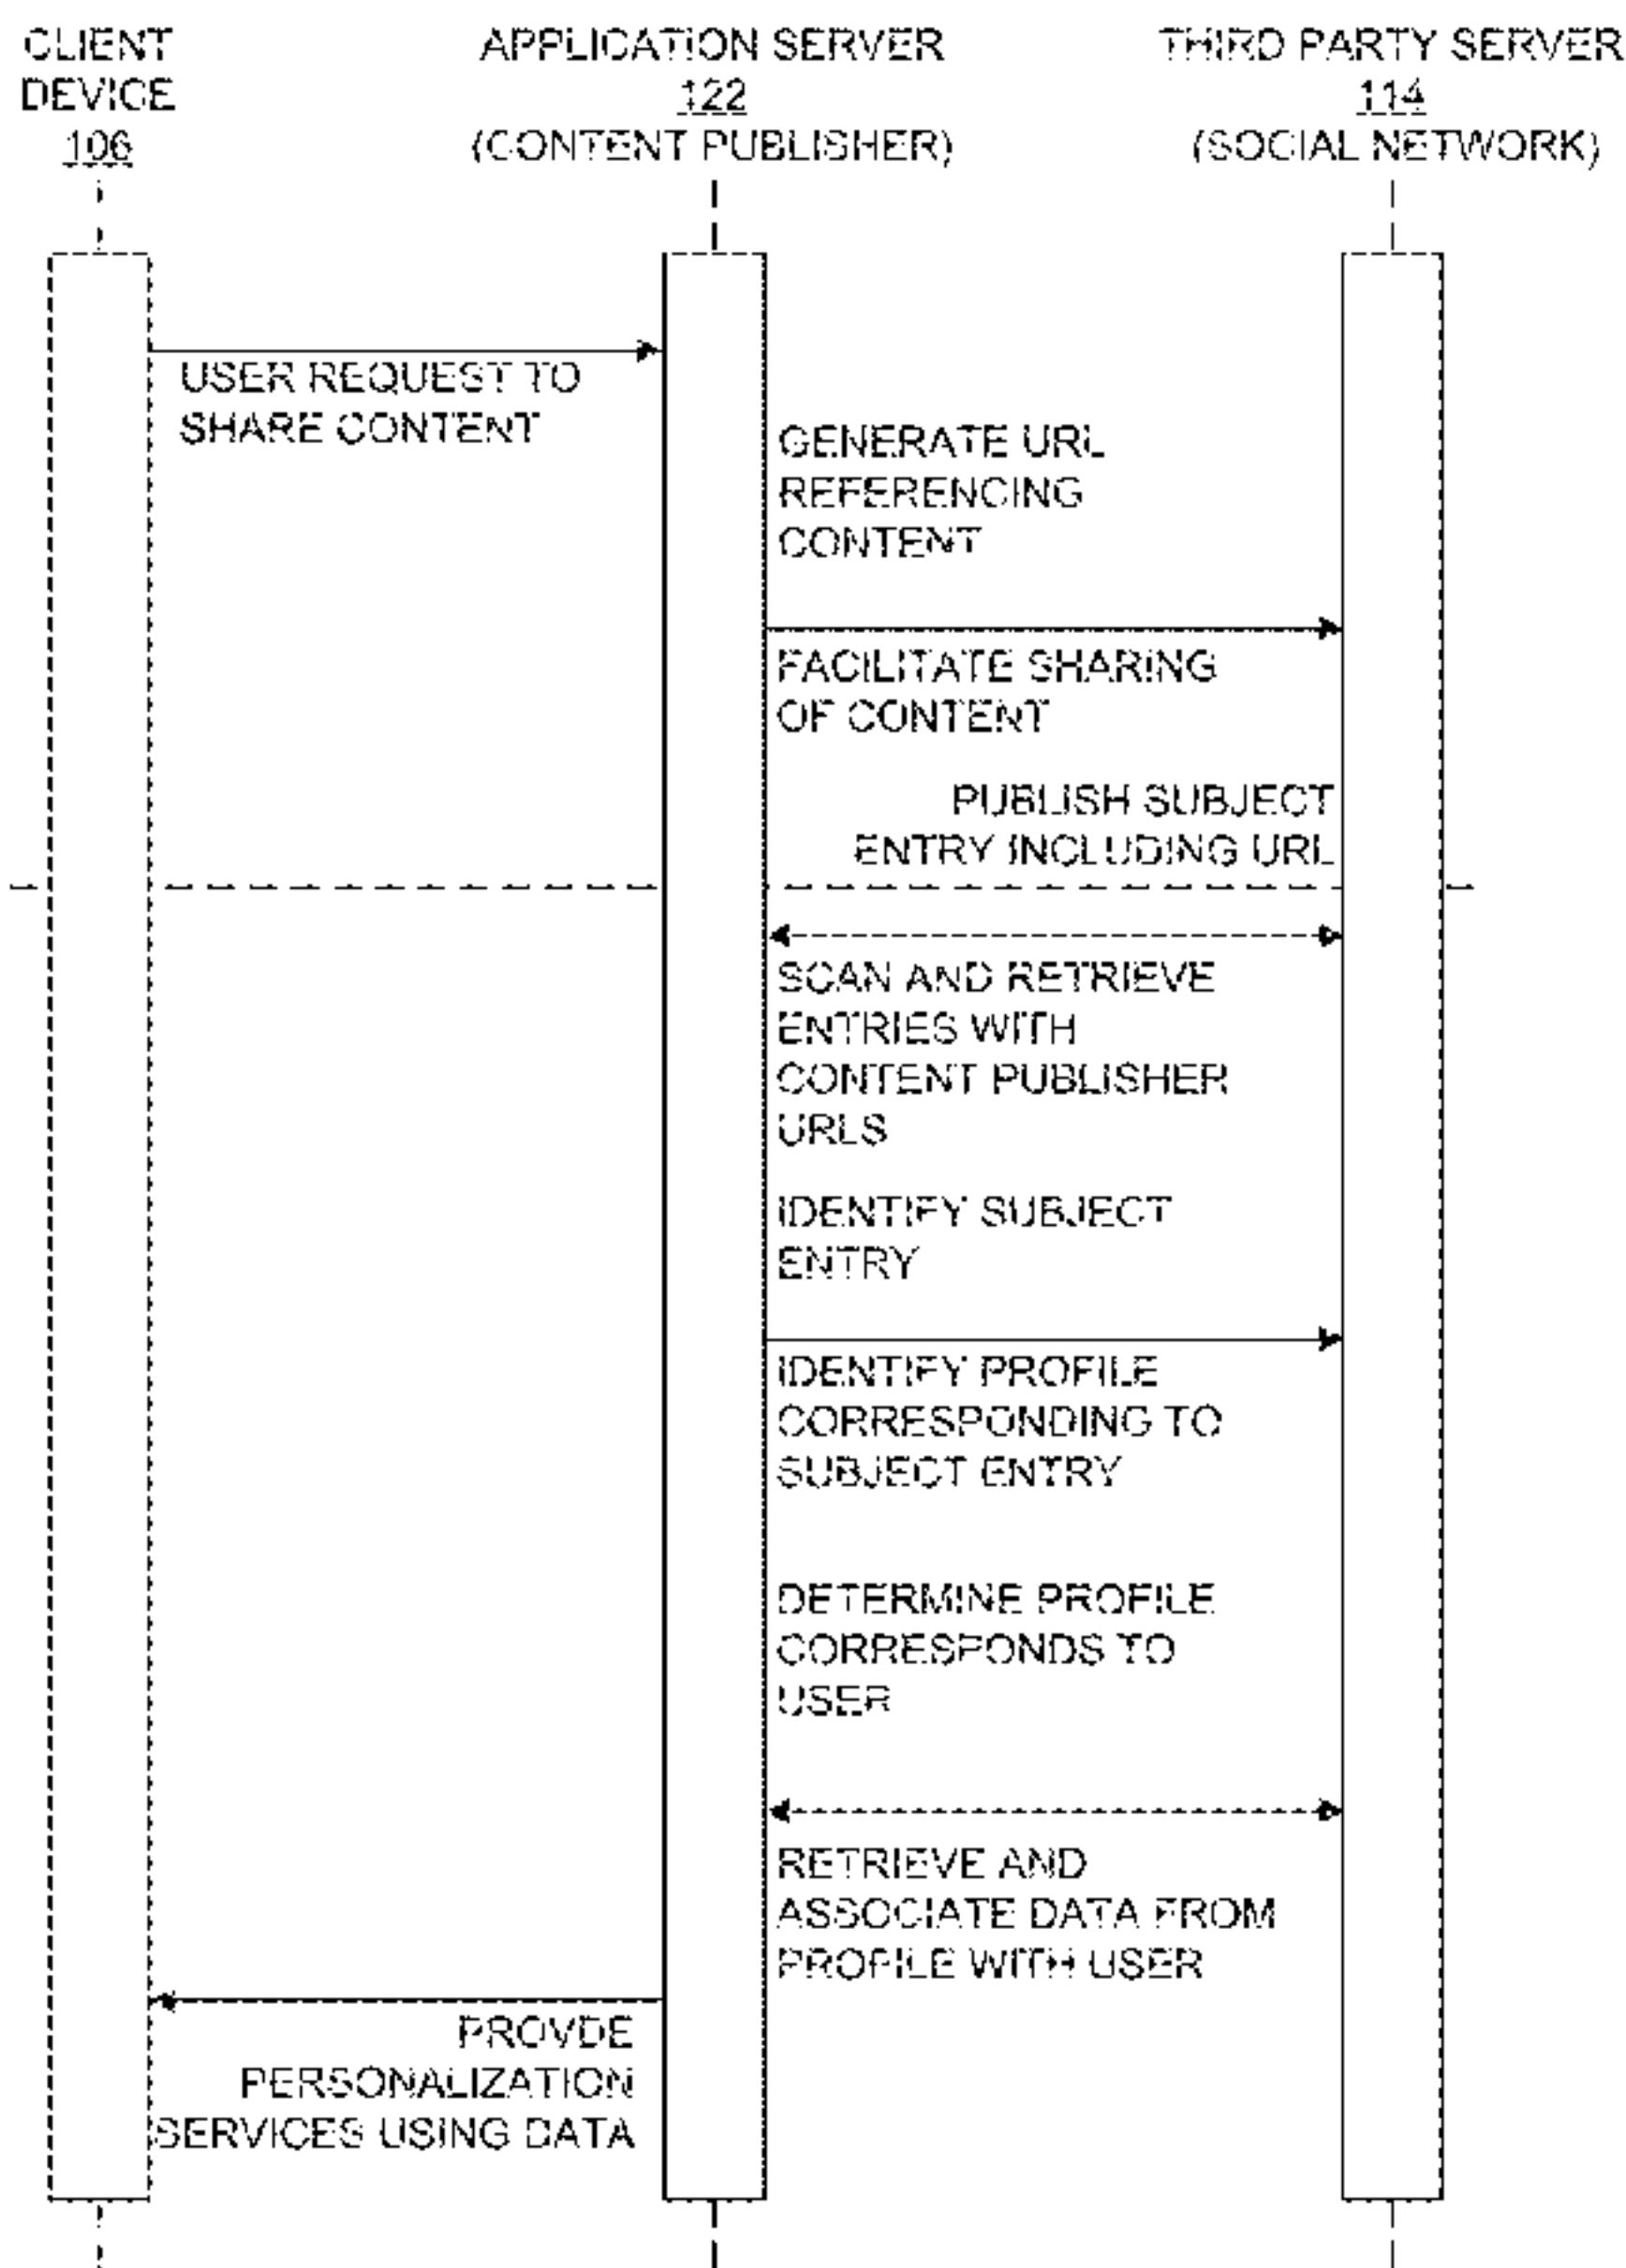 CLIENT
DEVICE
106
APPLICATION SERVER
122
(CONTENT PUBLISHER)
THIRD PARTY SERVER
114
(SOCIAL NETWORK)
USER REQUEST TO
SHARE CONTENT
GENERATE URL
REFERENCING
CONTENT
FACILITATE SHARING
OF CONTENT
PUBLISH SUBJECT
ENTRY INCLUDING URL
SCAN AND RETRIEVE
ENTRIES WITH
CONTENT PUBLISHER
URLS
IDENTIFY SUBJECT
ENTRY
IDENTIFY PROFILE
CORRESPONDING TO
SUBJECT ENTRY
DETERMINE PROFILE
CORRESPONDS TO
USER
RETRIEVE AND
ASSOCIATE DATA FROM
PROFILE WITH USER
PROVDE
PERSONALIZATION
SERVICES USING DATA